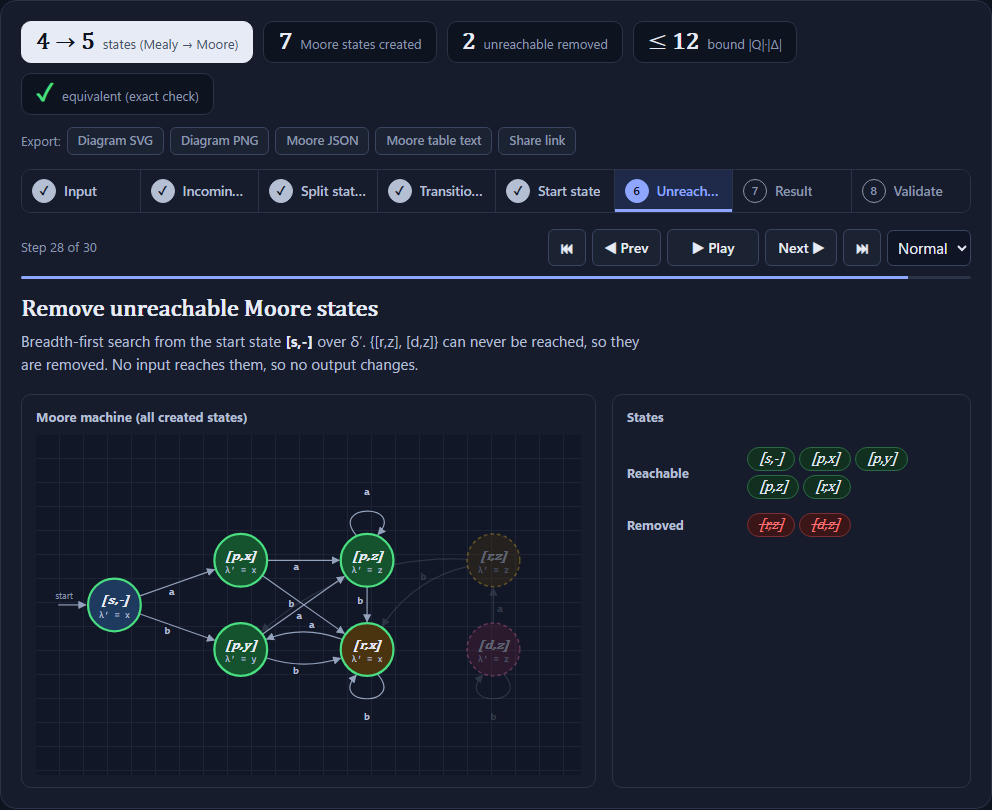 4 → 5 states (Mealy → Moore)
7 Moore states created
2 unreachable removed
≤ 12 bound |Q|·|Δ|
✓ equivalent (exact check)
Export: Diagram SVG Diagram PNG Moore JSON Moore table text Share link
✓ Input ✓ Incomin... ✓ Split stat... ✓ Transitio... ✓ Start state 6 Unreach... 7 Result 8 Validate
Step 28 of 30
⏮ ◀ Prev ▶ Play Next ▶ ⏭ Normal
Remove unreachable Moore states
Breadth-first search from the start state [s,-] over δ′. {[r,z], [d,z]} can never be reached, so they
are removed. No input reaches them, so no output changes.
Moore machine (all created states)
a
[p,x]
λ′ = x
[p,z]
λ′ = z
[r,z]
λ′ = z
a
b
start
[s,-]
λ′ = x
a
b
b
b
a
a
a
[p,y]
λ′ = y
[r,x]
λ′ = x
[d,z]
λ′ = z
b
b
b
States
Reachable
[s,-] [p,x] [p,y]
[p,z] [r,x]
Removed
[r,z] [d,z]